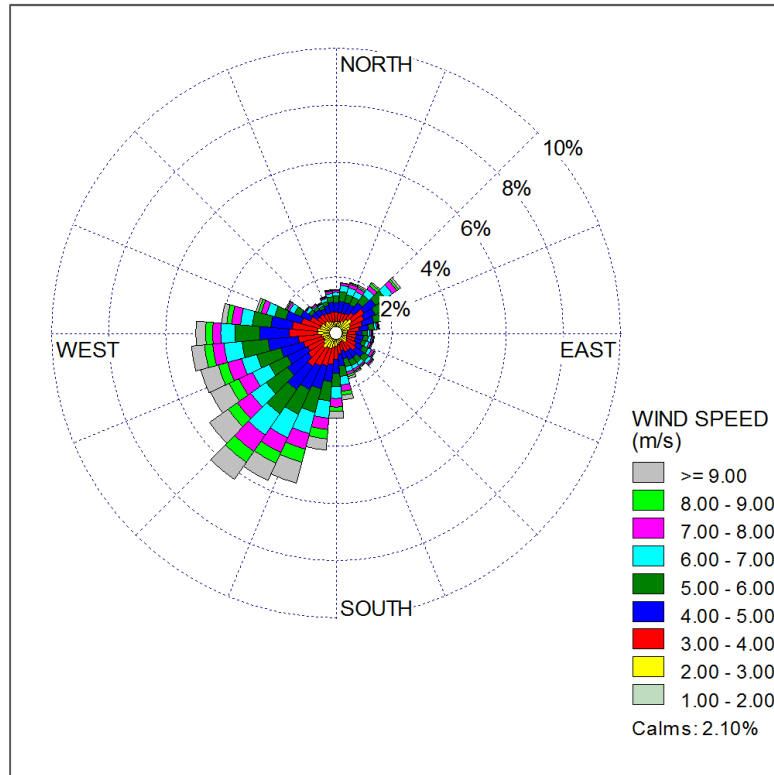 NORTH
10%
8%
6%
4%
2%
WEST
EAST
SOUTH
WIND SPEED
(m/s)
>= 9.00
8.00 - 9.00
7.00 - 8.00
6.00 - 7.00
5.00 - 6.00
4.00 - 5.00
3.00 - 4.00
2.00 - 3.00
1.00 - 2.00
Calms: 2.10%